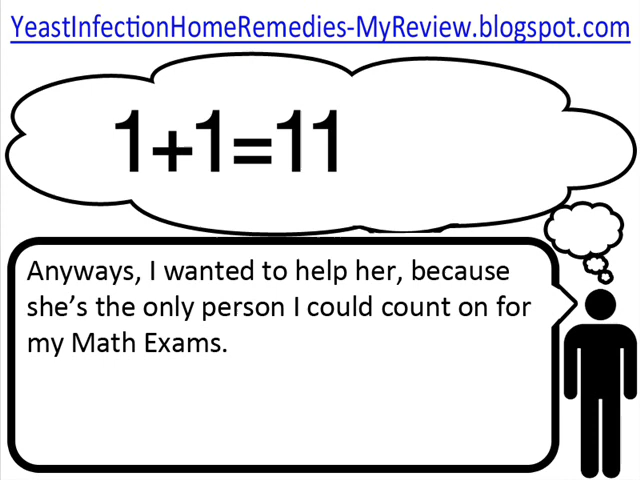 YeastInfectionHomeRemedies-MyReview.blogspot.com
1+1=11
Anyways, I wanted to help her, because
she's the only person I could count on for
my Math Exams.